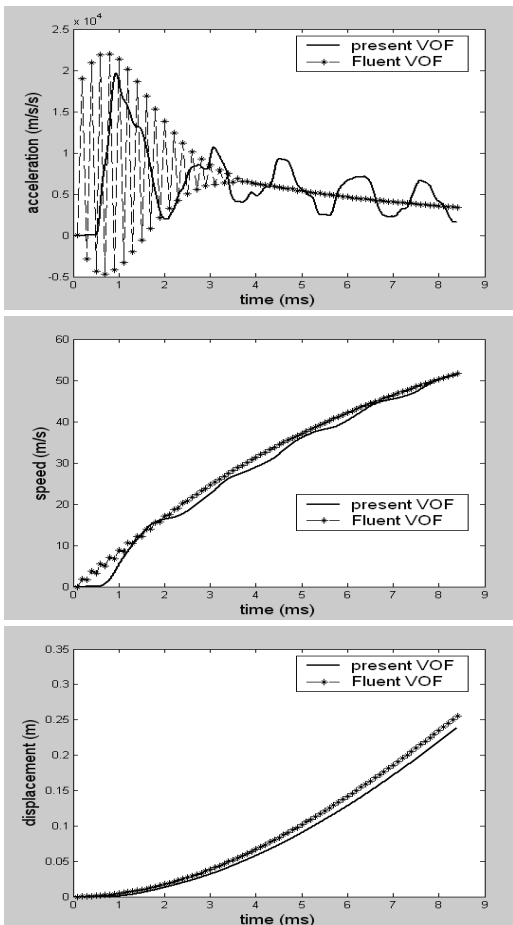 x 10⁴
2.5
2
1.5
1
0.5
0
-0.5
acceleration (m/s/s)
present VOF
Fluent VOF
0 1 2 3 4 5 6 7 8 9
time (ms)
60
50
40
30
20
10
0
speed (m/s)
present VOF
Fluent VOF
0 1 2 3 4 5 6 7 8 9
time (ms)
0.35
0.3
0.25
0.2
0.15
0.1
0.05
0
displacement (m)
present VOF
Fluent VOF
0 1 2 3 4 5 6 7 8 9
time (ms)